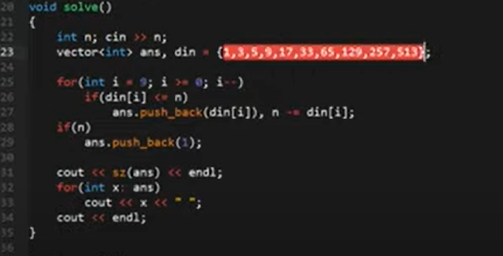 20 void solve()
21 {
22 int n; cin >> n;
23 vector<int> ans, din = {1,3,5,9,17,33,65,129,257,513};
24
25 for(int i = 9; i >= 0; i--)
26 if(din[i] <= n)
27 ans.push_back(din[i]), n -= din[i];
28 if(n)
29 ans.push_back(1);
30
31 cout << sz(ans) << endl;
32 for(int x: ans)
33 cout << x << " ";
34 cout << endl;
35 }
36